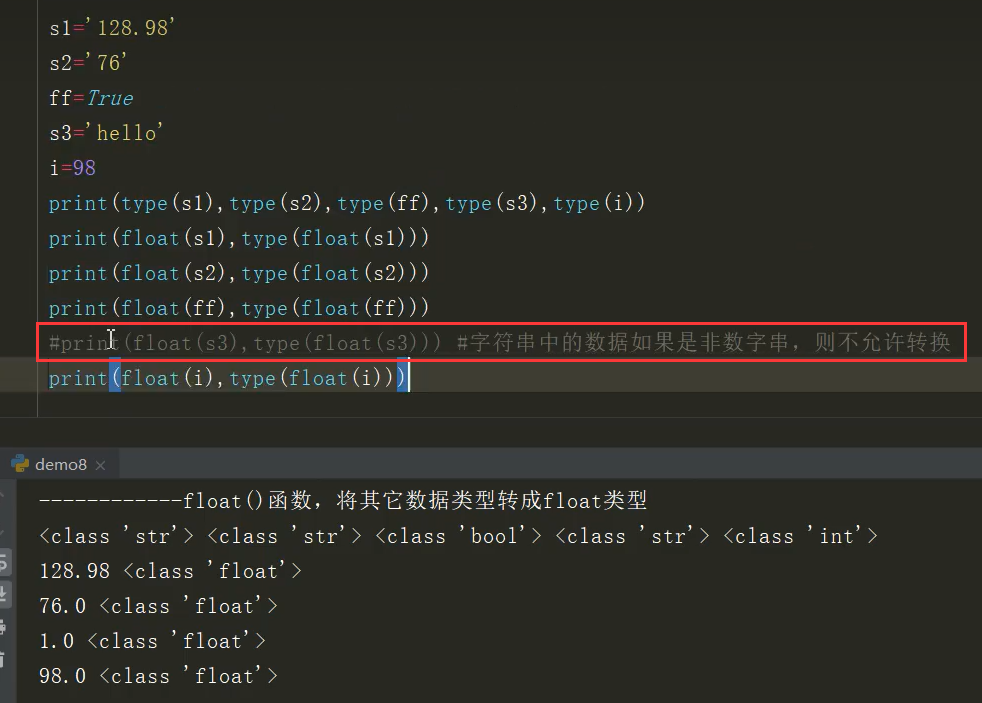 s1='128.98'
s2='76'
ff=True
s3='hello'
i=98
print(type(s1),type(s2),type(ff),type(s3),type(i))
print(float(s1),type(float(s1)))
print(float(s2),type(float(s2)))
print(float(ff),type(float(ff)))
#print(float(s3),type(float(s3))) #字符串中的数据如果是非数字串，则不允许转换
print(float(i),type(float(i)))
demo8
------------float()函数，将其它数据类型转成float类型
<class 'str'> <class 'str'> <class 'bool'> <class 'str'> <class 'int'>
128.98 <class 'float'>
76.0 <class 'float'>
1.0 <class 'float'>
98.0 <class 'float'>